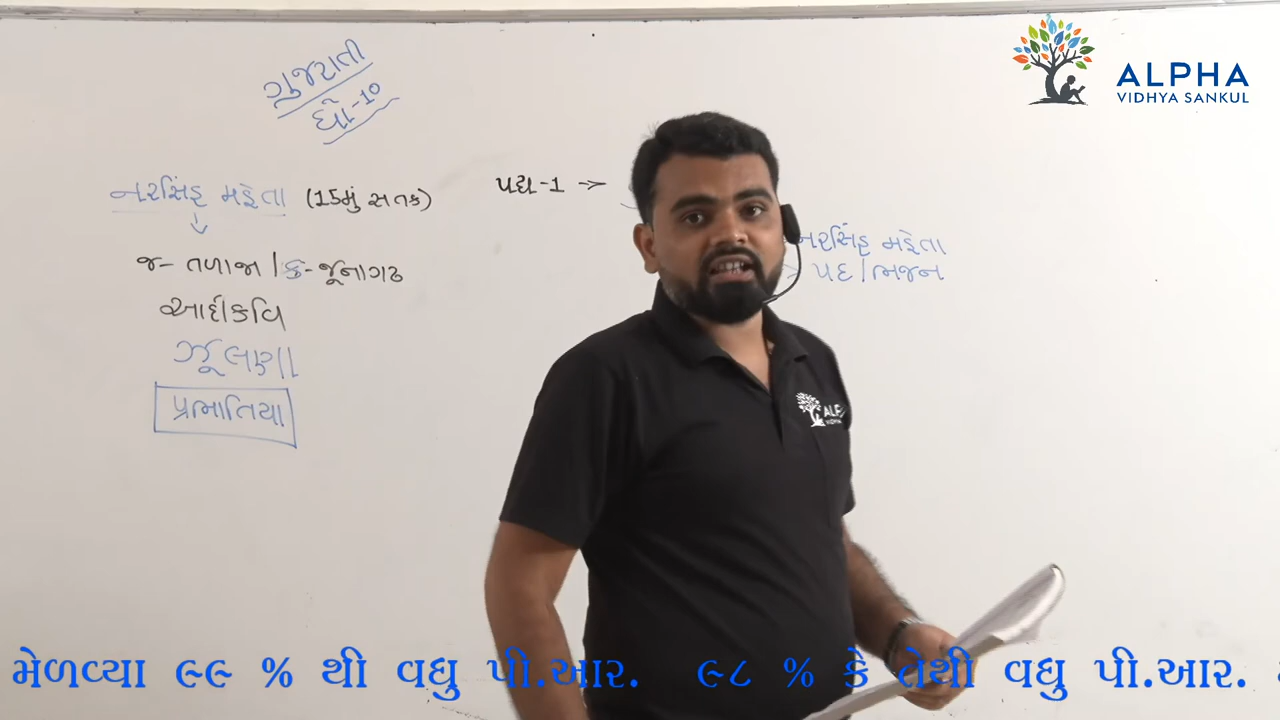 ગુજરાતી
ધો-૧૦
ALPHA
VIDHYA SANKUL
નરસિંહ મહેતા (15મું સતક)
જ- તળાજા / ક-જૂનાગઢ
આદીકવિ
ઝૂલણા
પ્રભાતિયા
પદ્ય-1 →
નરસિંહ મહેતા
પદ / ભજન
મેળવ્યા ૯૯ % થી વધુ પી.આર. ૯૮ % કે તેથી વધુ પી.આર.